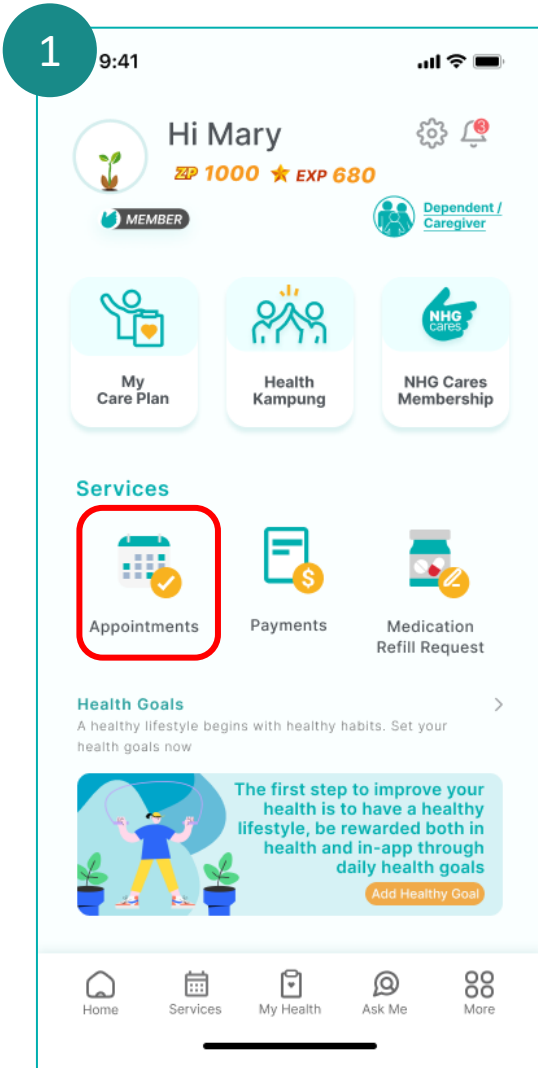 1
9:41
Hi Mary
3
ZP 1000 EXP 680
MEMBER
Dependent /
Caregiver
NHG
cares
My
Care Plan
Health
Kampung
NHG Cares
Membership
Services
$
Appointments
Payments
Medication
Refill Request
Health Goals
A healthy lifestyle begins with healthy habits. Set your
health goals now
The first step to improve your
health is to have a healthy
lifestyle, be rewarded both in
health and in-app through
daily health goals
Add Healthy Goal
Home
Services
My Health
Ask Me
More